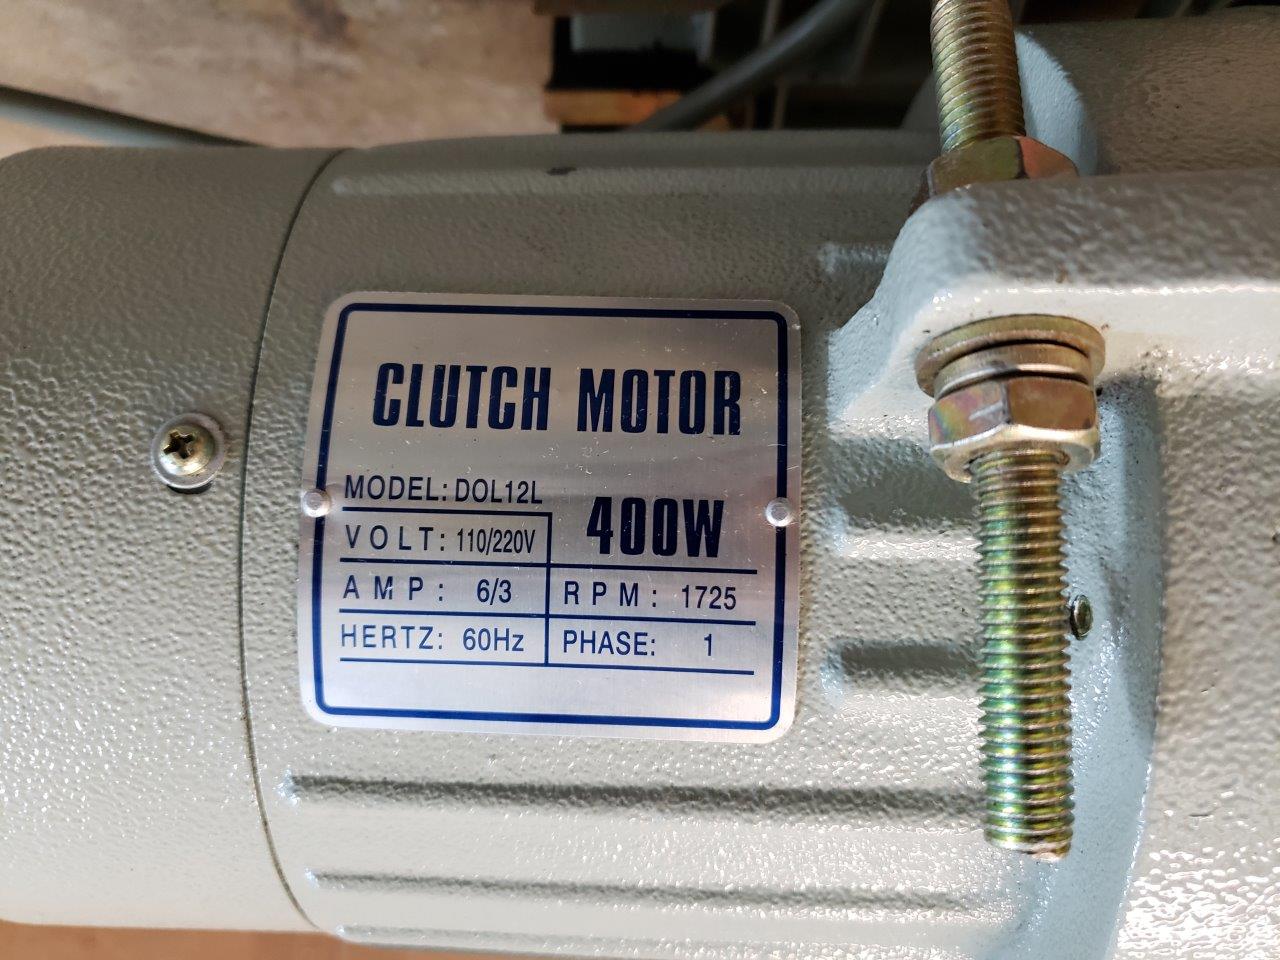 CLUTCH MOTOR
MODEL: DOL12L
400W
VOLT: 110/220V
AMP: 6/3 RPM: 1725
HERTZ: 60Hz PHASE: 1